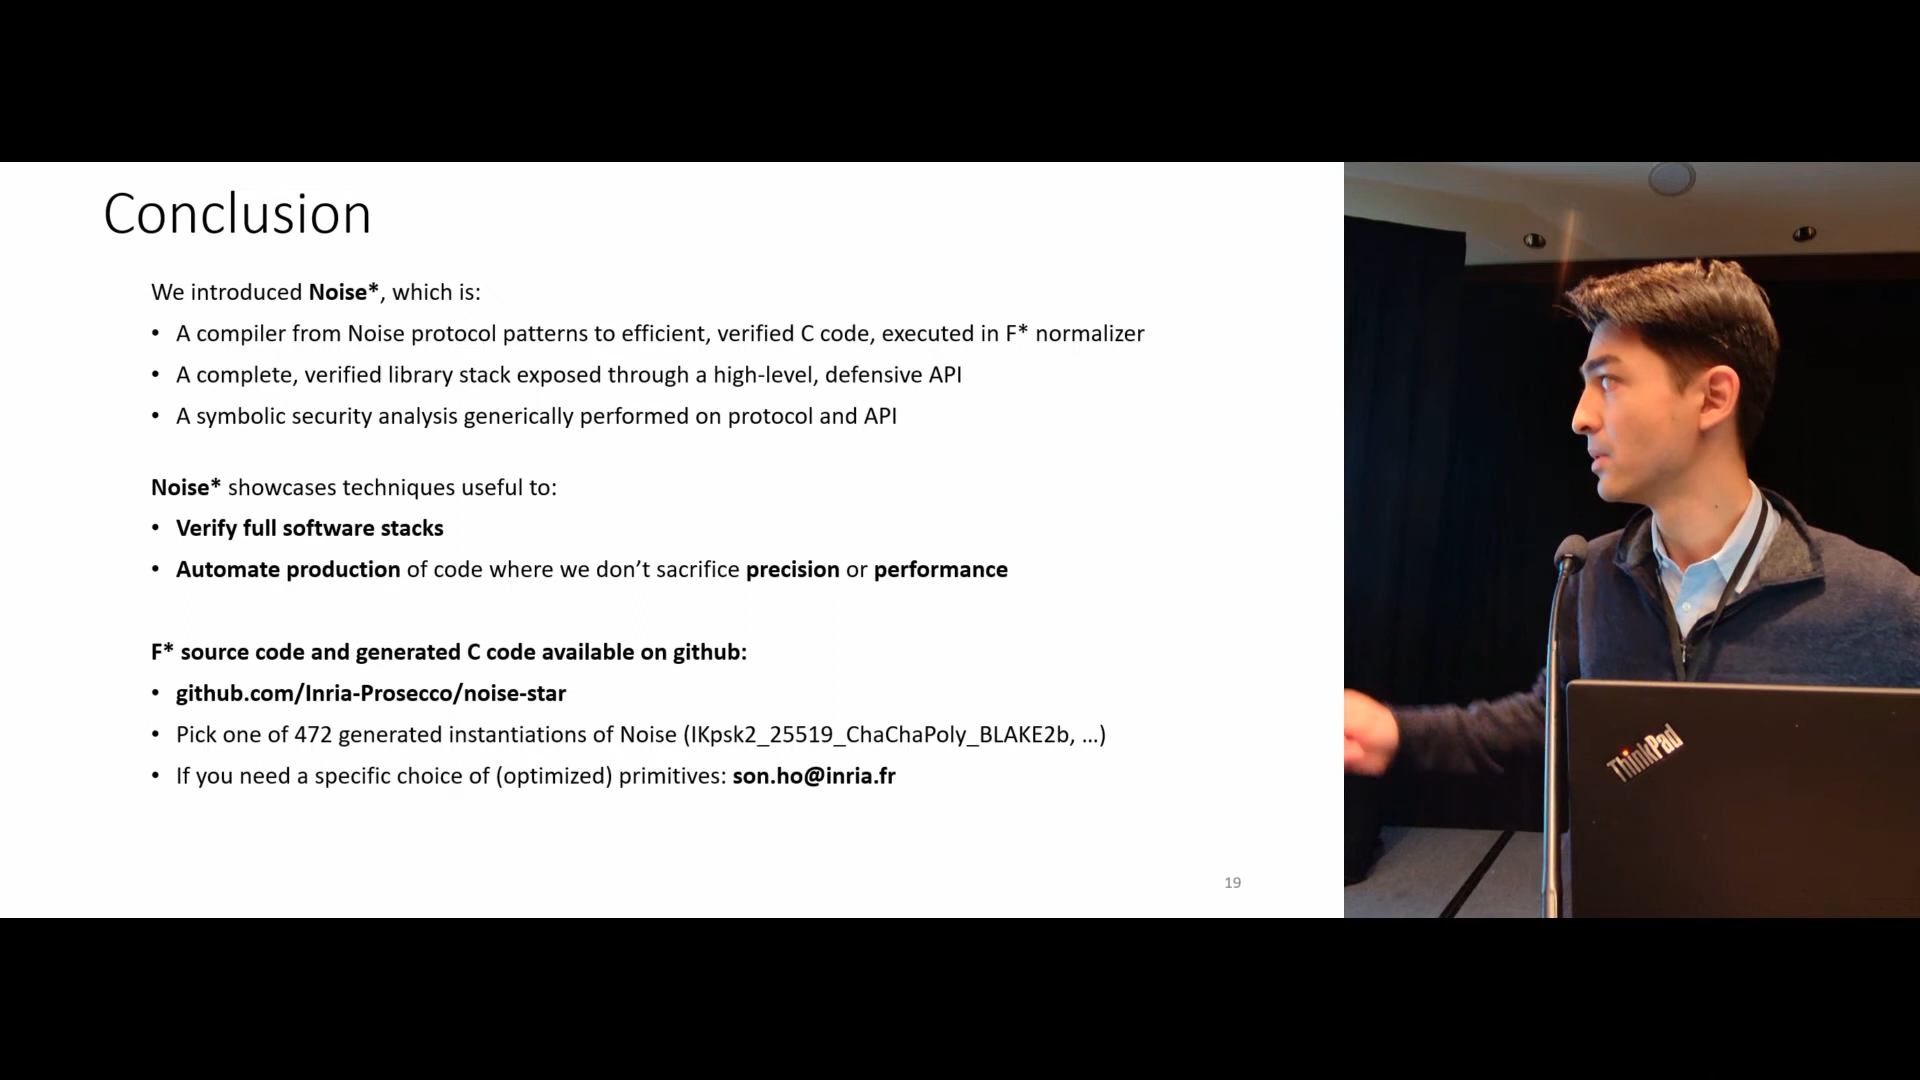 Conclusion
We introduced Noise*, which is:
• A compiler from Noise protocol patterns to efficient, verified C code, executed in F* normalizer
• A complete, verified library stack exposed through a high-level, defensive API
• A symbolic security analysis generically performed on protocol and API
Noise* showcases techniques useful to:
• Verify full software stacks
• Automate production of code where we don’t sacrifice precision or performance
F* source code and generated C code available on github:
• github.com/Inria-Prosecco/noise-star
• Pick one of 472 generated instantiations of Noise (IKpsk2_25519_ChaChaPoly_BLAKE2b, …)
• If you need a specific choice of (optimized) primitives: son.ho@inria.fr
19
ThinkPad